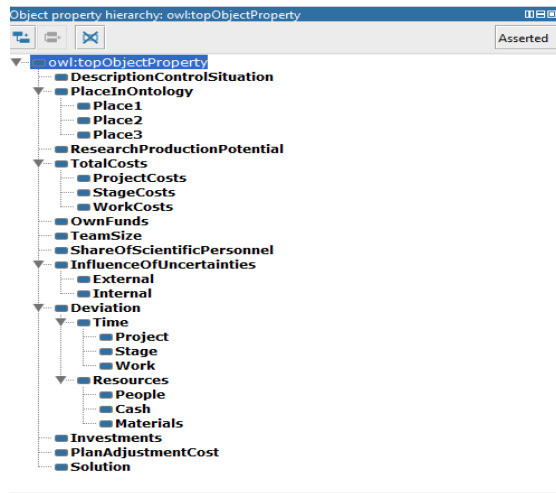 Object property hierarchy: owl:topObjectProperty
Asserted
owl:topObjectProperty
DescriptionControlSituation
PlaceInOntology
Place1
Place2
Place3
ResearchProductionPotential
TotalCosts
ProjectCosts
StageCosts
WorkCosts
OwnFunds
TeamSize
ShareOfScientificPersonnel
InfluenceOfUncertainties
External
Internal
Deviation
Time
Project
Stage
Work
Resources
People
Cash
Materials
Investments
PlanAdjustmentCost
Solution